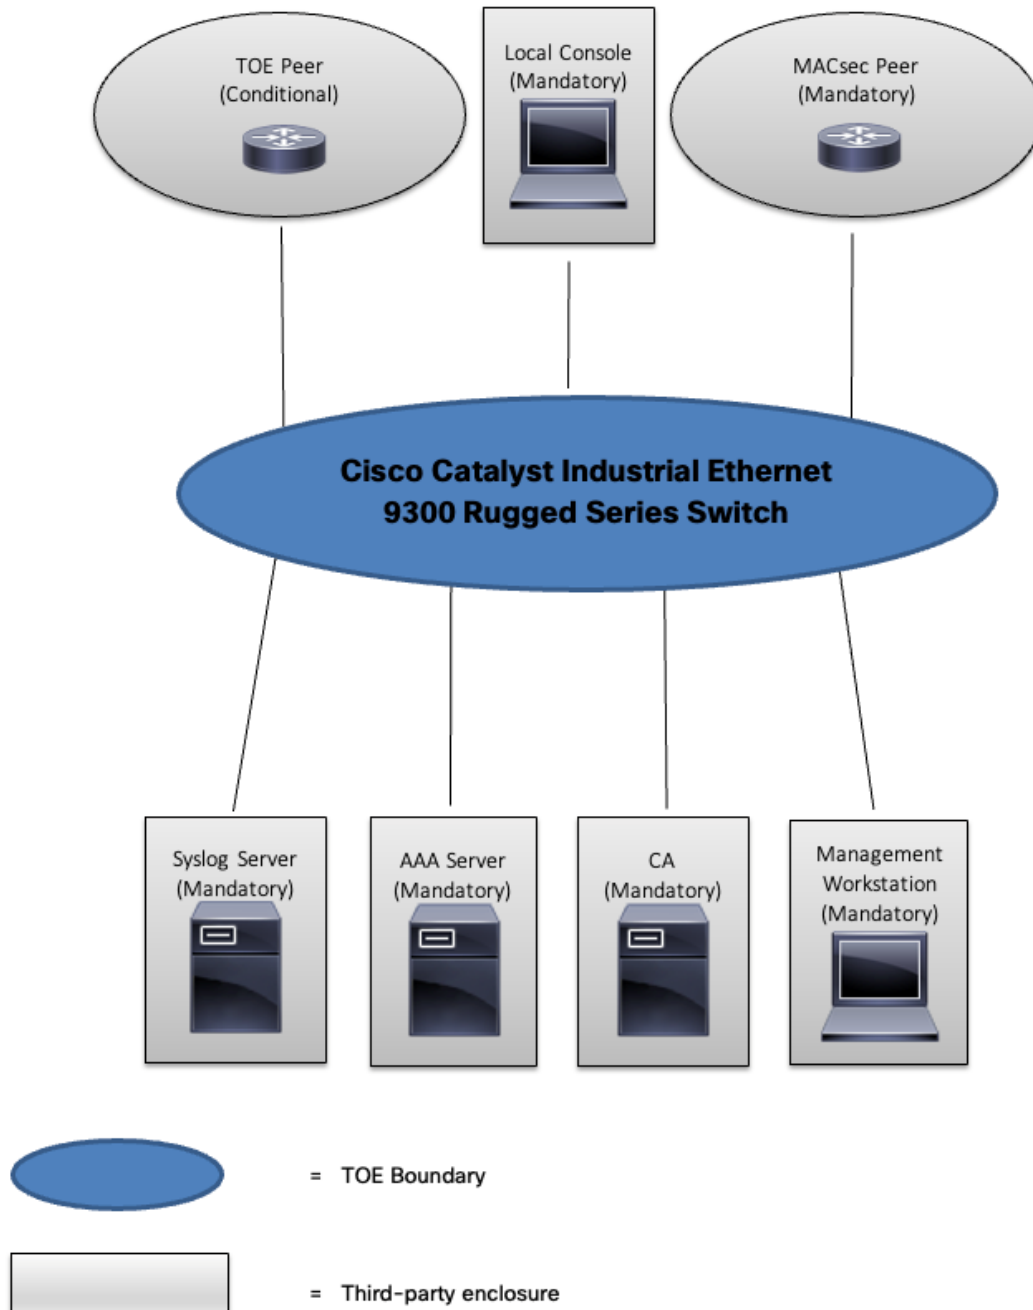 TOE Peer
(Conditional)
Local Console
(Mandatory)
MACsec Peer
(Mandatory)
Cisco Catalyst Industrial Ethernet
9300 Rugged Series Switch
Syslog Server
(Mandatory)
AAA Server
(Mandatory)
CA
(Mandatory)
Management
Workstation
(Mandatory)
= TOE Boundary
= Third-party enclosure